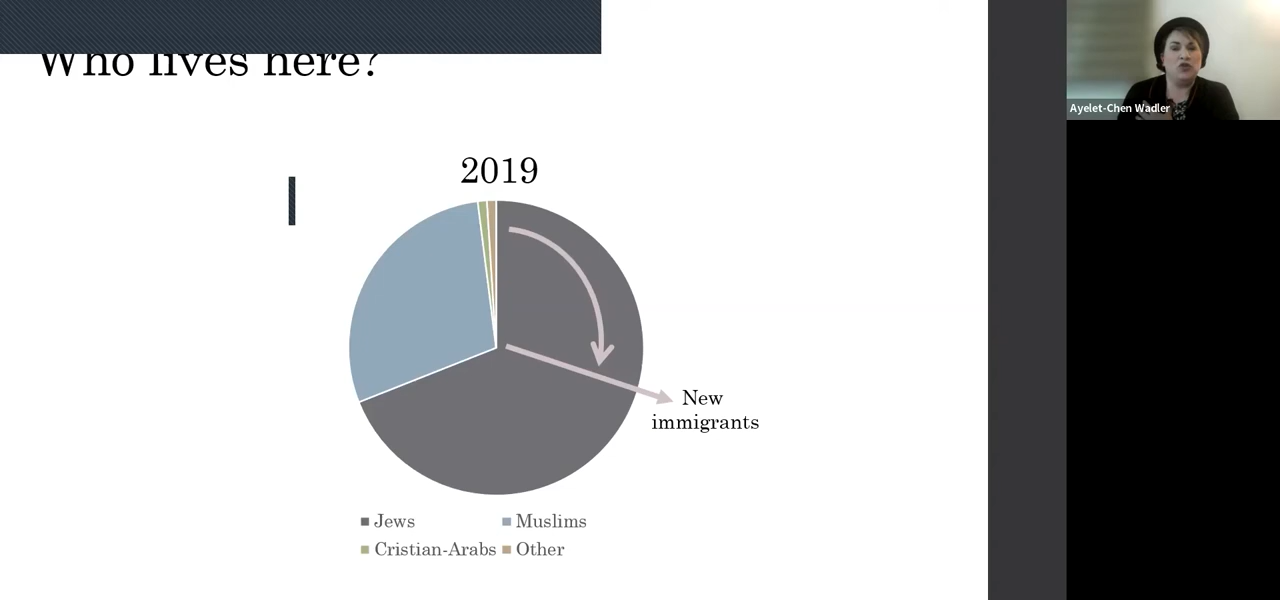 Who lives here?
Ayelet-Chen Wadler
2019
New
immigrants
Jews
Muslims
Cristian-Arabs
Other